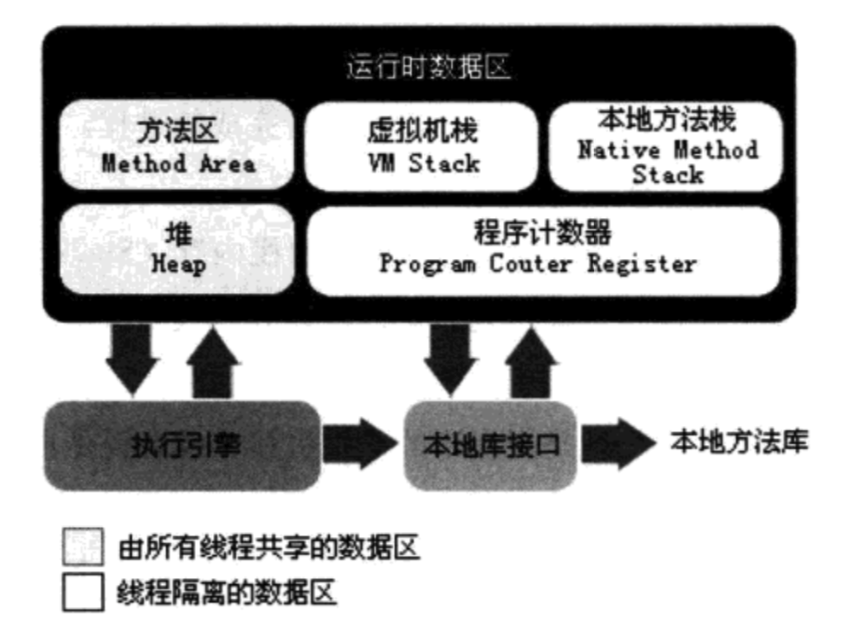 运行时数据区
方法区
Method Area
虚拟机栈
VM Stack
本地方法栈
Native Method
Stack
堆
Heap
程序计数器
Program Couter Register
执行引擎
本地库接口
本地方法库
由所有线程共享的数据区
线程隔离的数据区